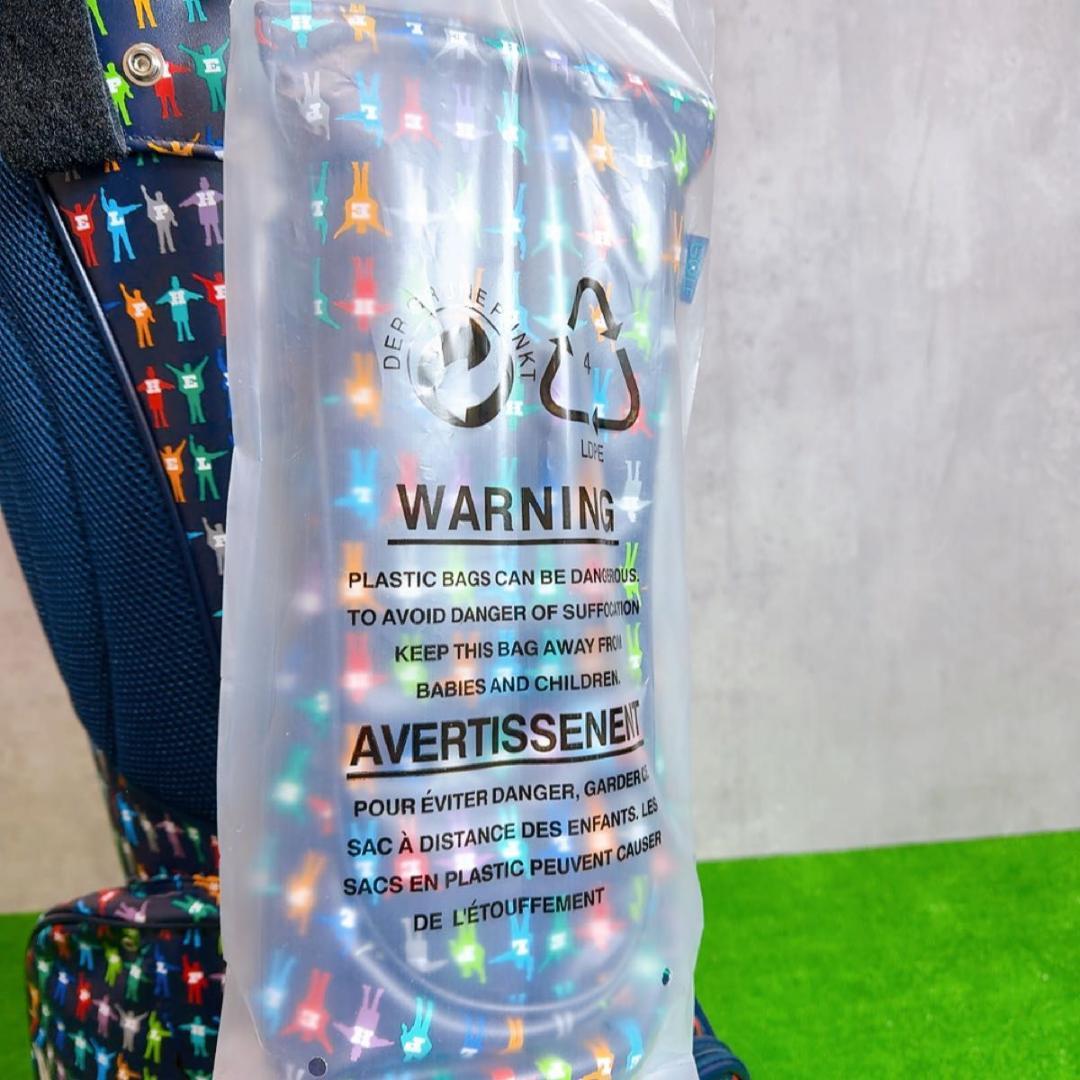 DER GRÜNE PUNKT
4
LDPE
WARNING
PLASTIC BAGS CAN BE DANGEROUS.
TO AVOID DANGER OF SUFFOCATION
KEEP THIS BAG AWAY FROM
BABIES AND CHILDREN.
AVERTISSENENT
POUR ÉVITER DANGER, GARDER CE
SAC À DISTANCE DES ENFANTS. LES
SACS EN PLASTIC PEUVENT CAUSER
DE L'ÉTOUFFEMENT
E L P H
P H E
H E
E L
P